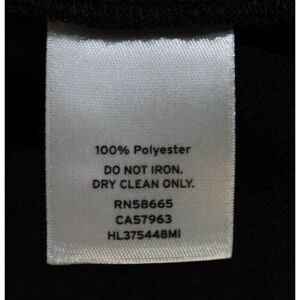 100% Polyester
DO NOT IRON.
DRY CLEAN ONLY.
RN58665
CA57963
HL375448MI